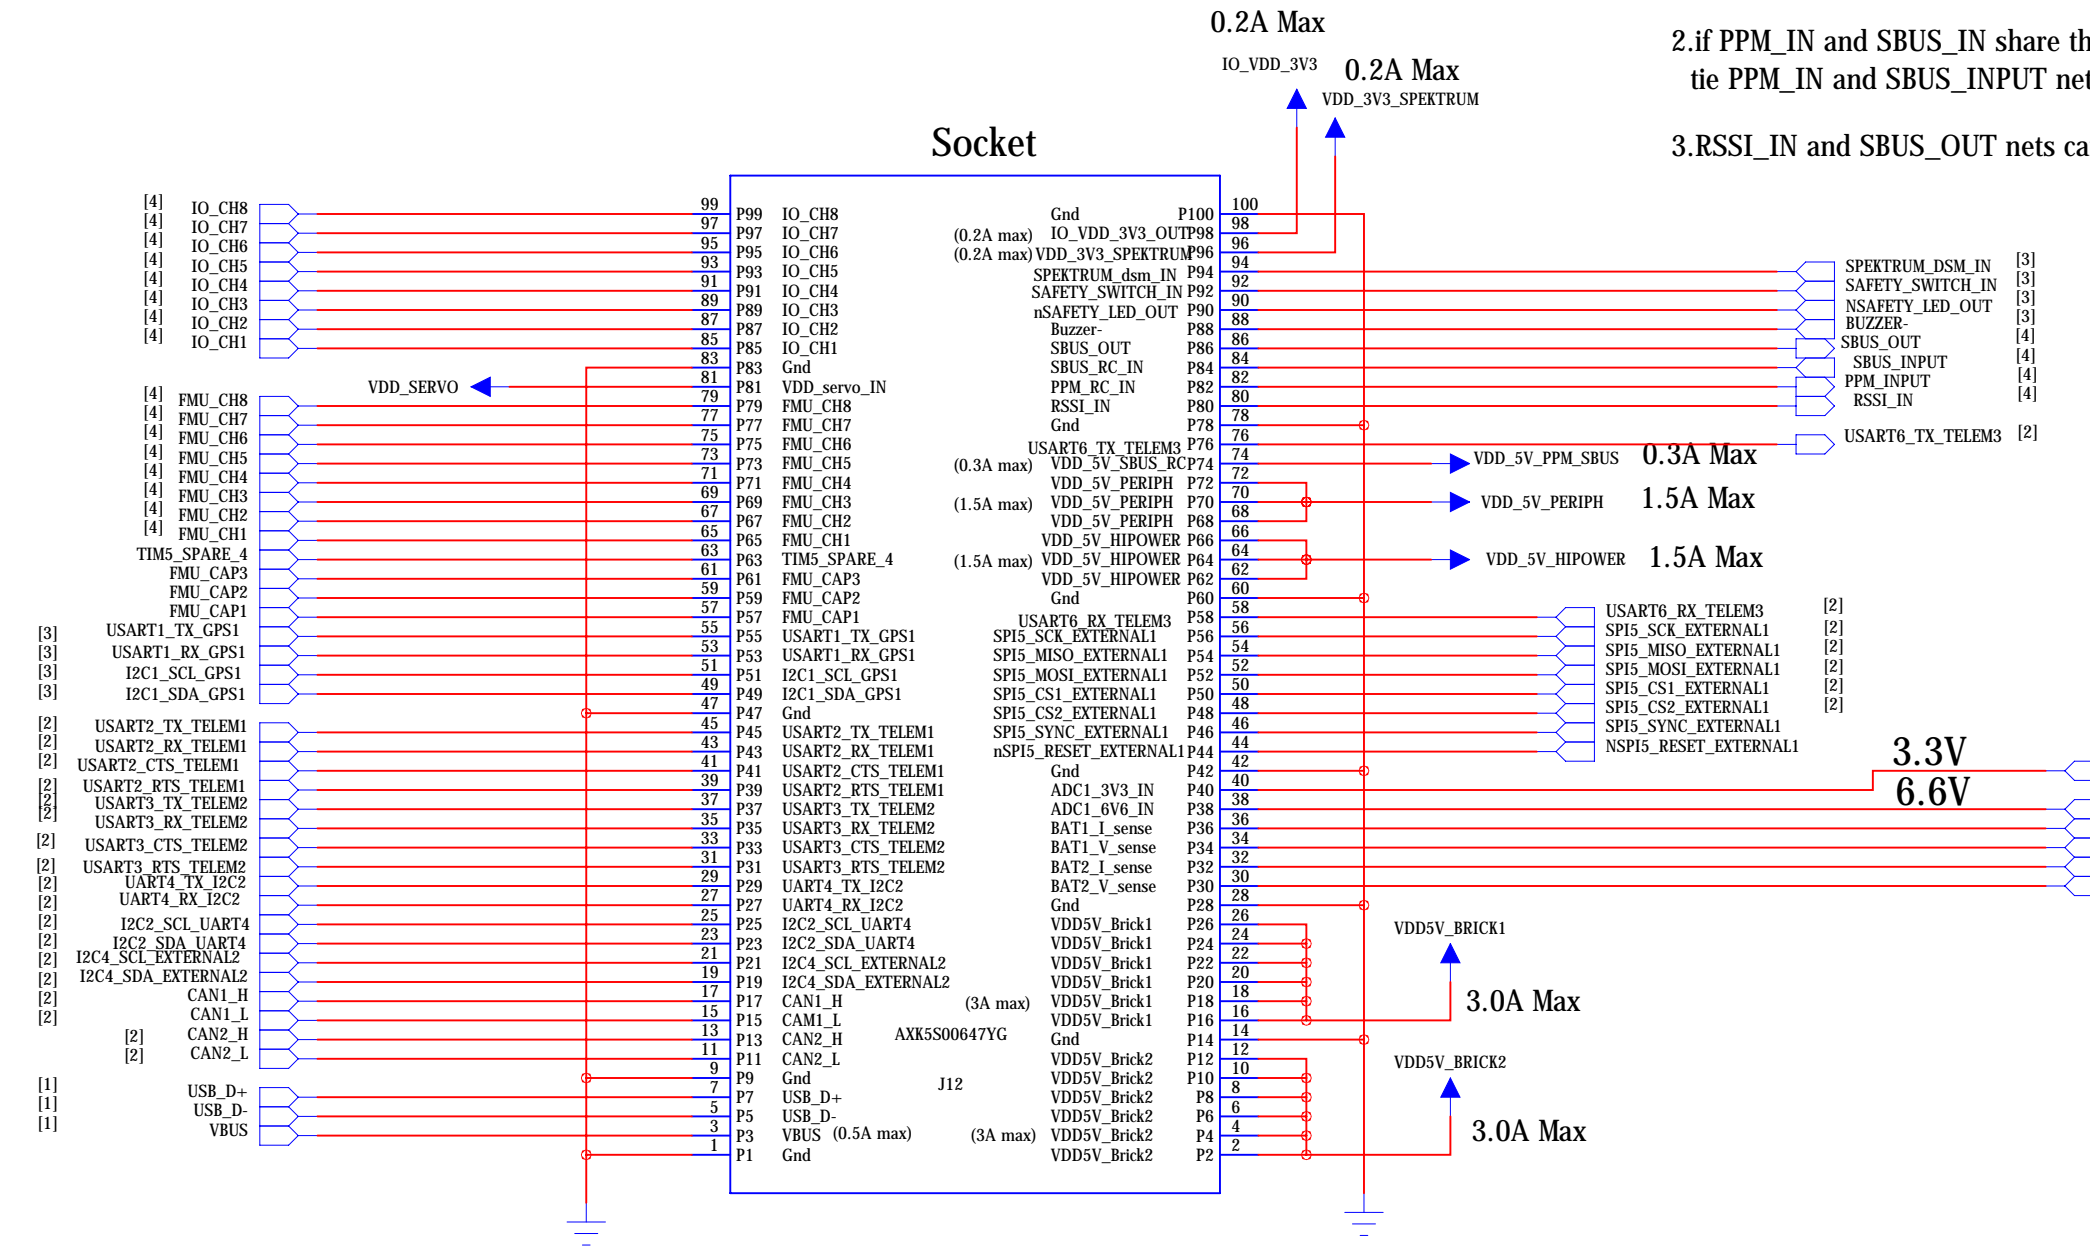 0.2A Max
IO_VDD_3V3
0.2A Max
VDD_3V3_SPEKTRUM
2.if PPM_IN and SBUS_IN share th
tie PPM_IN and SBUS_INPUT net
3.RSSI_IN and SBUS_OUT nets ca
Socket
[4] IO_CH8 99 P99 IO_CH8 Gnd P100 100
[4] IO_CH7 97 P97 IO_CH7 (0.2A max) IO_VDD_3V3_OUT P98 98
[4] IO_CH6 95 P95 IO_CH6 (0.2A max) VDD_3V3_SPEKTRUM P96 96
[4] IO_CH5 93 P93 IO_CH5 SPEKTRUM_dsm_IN P94 94 SPEKTRUM_DSM_IN [3]
[4] IO_CH4 91 P91 IO_CH4 SAFETY_SWITCH_IN P92 92 SAFETY_SWITCH_IN [3]
[4] IO_CH3 89 P89 IO_CH3 nSAFETY_LED_OUT P90 90 NSAFETY_LED_OUT [3]
[4] IO_CH2 87 P87 IO_CH2 Buzzer- P88 88 BUZZER- [3]
[4] IO_CH1 85 P85 IO_CH1 SBUS_OUT P86 86 SBUS_OUT [4]
83 P83 Gnd SBUS_RC_IN P84 84 SBUS_INPUT [4]
VDD_SERVO 81 P81 VDD_servo_IN PPM_RC_IN P82 82 PPM_INPUT [4]
[4] FMU_CH8 79 P79 FMU_CH8 RSSI_IN P80 80 RSSI_IN [4]
[4] FMU_CH7 77 P77 FMU_CH7 Gnd P78 78
[4] FMU_CH6 75 P75 FMU_CH6 USART6_TX_TELEM3 P76 76 USART6_TX_TELEM3 [2]
[4] FMU_CH5 73 P73 FMU_CH5 (0.3A max) VDD_5V_SBUS_RC P74 74 VDD_5V_PPM_SBUS 0.3A Max
[4] FMU_CH4 71 P71 FMU_CH4 VDD_5V_PERIPH P72 72
[4] FMU_CH3 69 P69 FMU_CH3 (1.5A max) VDD_5V_PERIPH P70 70 VDD_5V_PERIPH 1.5A Max
[4] FMU_CH2 67 P67 FMU_CH2 VDD_5V_PERIPH P68 68
[4] FMU_CH1 65 P65 FMU_CH1 VDD_5V_HIPOWER P66 66
TIM5_SPARE_4 63 P63 TIM5_SPARE_4 (1.5A max) VDD_5V_HIPOWER P64 64 VDD_5V_HIPOWER 1.5A Max
FMU_CAP3 61 P61 FMU_CAP3 VDD_5V_HIPOWER P62 62
FMU_CAP2 59 P59 FMU_CAP2 Gnd P60 60
FMU_CAP1 57 P57 FMU_CAP1 USART6_RX_TELEM3 P58 58 USART6_RX_TELEM3 [2]
[3] USART1_TX_GPS1 55 P55 USART1_TX_GPS1 SPI5_SCK_EXTERNAL1 P56 56 SPI5_SCK_EXTERNAL1 [2]
[3] USART1_RX_GPS1 53 P53 USART1_RX_GPS1 SPI5_MISO_EXTERNAL1 P54 54 SPI5_MISO_EXTERNAL1 [2]
[3] I2C1_SCL_GPS1 51 P51 I2C1_SCL_GPS1 SPI5_MOSI_EXTERNAL1 P52 52 SPI5_MOSI_EXTERNAL1 [2]
[3] I2C1_SDA_GPS1 49 P49 I2C1_SDA_GPS1 SPI5_CS1_EXTERNAL1 P50 50 SPI5_CS1_EXTERNAL1 [2]
47 P47 Gnd SPI5_CS2_EXTERNAL1 P48 48 SPI5_CS2_EXTERNAL1 [2]
[2] USART2_TX_TELEM1 45 P45 USART2_TX_TELEM1 SPI5_SYNC_EXTERNAL1 P46 46 SPI5_SYNC_EXTERNAL1
[2] USART2_RX_TELEM1 43 P43 USART2_RX_TELEM1 nSPI5_RESET_EXTERNAL1 P44 44 NSPI5_RESET_EXTERNAL1
[2] USART2_CTS_TELEM1 41 P41 USART2_CTS_TELEM1 Gnd P42 42 3.3V
[2] USART2_RTS_TELEM1 39 P39 USART2_RTS_TELEM1 ADC1_3V3_IN P40 40
[2] USART3_TX_TELEM2 37 P37 USART3_TX_TELEM2 ADC1_6V6_IN P38 38 6.6V
[2] USART3_RX_TELEM2 35 P35 USART3_RX_TELEM2 BAT1_I_sense P36 36
[2] USART3_CTS_TELEM2 33 P33 USART3_CTS_TELEM2 BAT1_V_sense P34 34
[2] USART3_RTS_TELEM2 31 P31 USART3_RTS_TELEM2 BAT2_I_sense P32 32
[2] UART4_TX_I2C2 29 P29 UART4_TX_I2C2 BAT2_V_sense P30 30
[2] UART4_RX_I2C2 27 P27 UART4_RX_I2C2 Gnd P28 28
[2] I2C2_SCL_UART4 25 P25 I2C2_SCL_UART4 VDD5V_Brick1 P26 26 VDD5V_BRICK1
[2] I2C2_SDA_UART4 23 P23 I2C2_SDA_UART4 VDD5V_Brick1 P24 24
[2] I2C4_SCL_EXTERNAL2 21 P21 I2C4_SCL_EXTERNAL2 VDD5V_Brick1 P22 22
[2] I2C4_SDA_EXTERNAL2 19 P19 I2C4_SDA_EXTERNAL2 VDD5V_Brick1 P20 20
[2] CAN1_H 17 P17 CAN1_H (3A max) VDD5V_Brick1 P18 18 3.0A Max
[2] CAN1_L 15 P15 CAM1_L VDD5V_Brick1 P16 16
[2] CAN2_H 13 P13 CAN2_H AXK5S00647YG Gnd P14 14
[2] CAN2_L 11 P11 CAN2_L VDD5V_Brick2 P12 12 VDD5V_BRICK2
9 P9 Gnd J12 VDD5V_Brick2 P10 10
[1] USB_D+ 7 P7 USB_D+ VDD5V_Brick2 P8 8
[1] USB_D- 5 P5 USB_D- VDD5V_Brick2 P6 6
[1] VBUS 3 P3 VBUS (0.5A max) (3A max) VDD5V_Brick2 P4 4 3.0A Max
1 P1 Gnd VDD5V_Brick2 P2 2